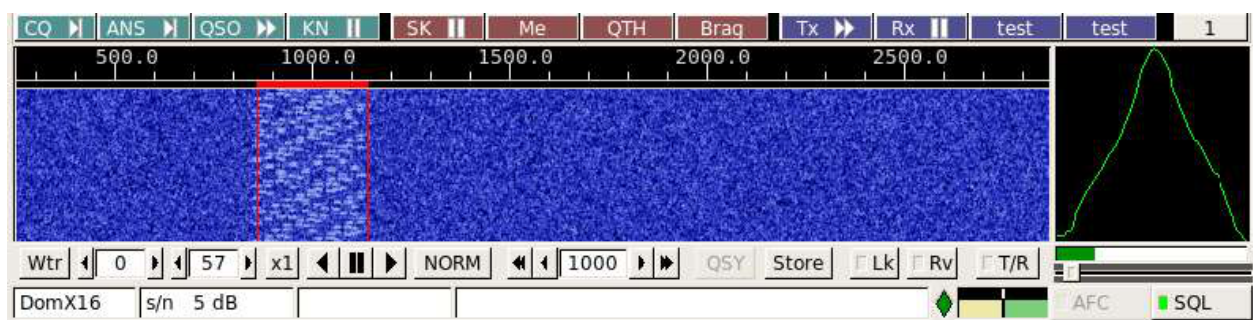 CQ ANS QSO KN SK Me QTH Brag Tx Rx test test 1
500.0 1000.0 1500.0 2000.0 2500.0
Wtr 0 57 x1 NORM 1000 QSY Store Lk Rv T/R
DomX16 s/n 5 dB AFC SQL